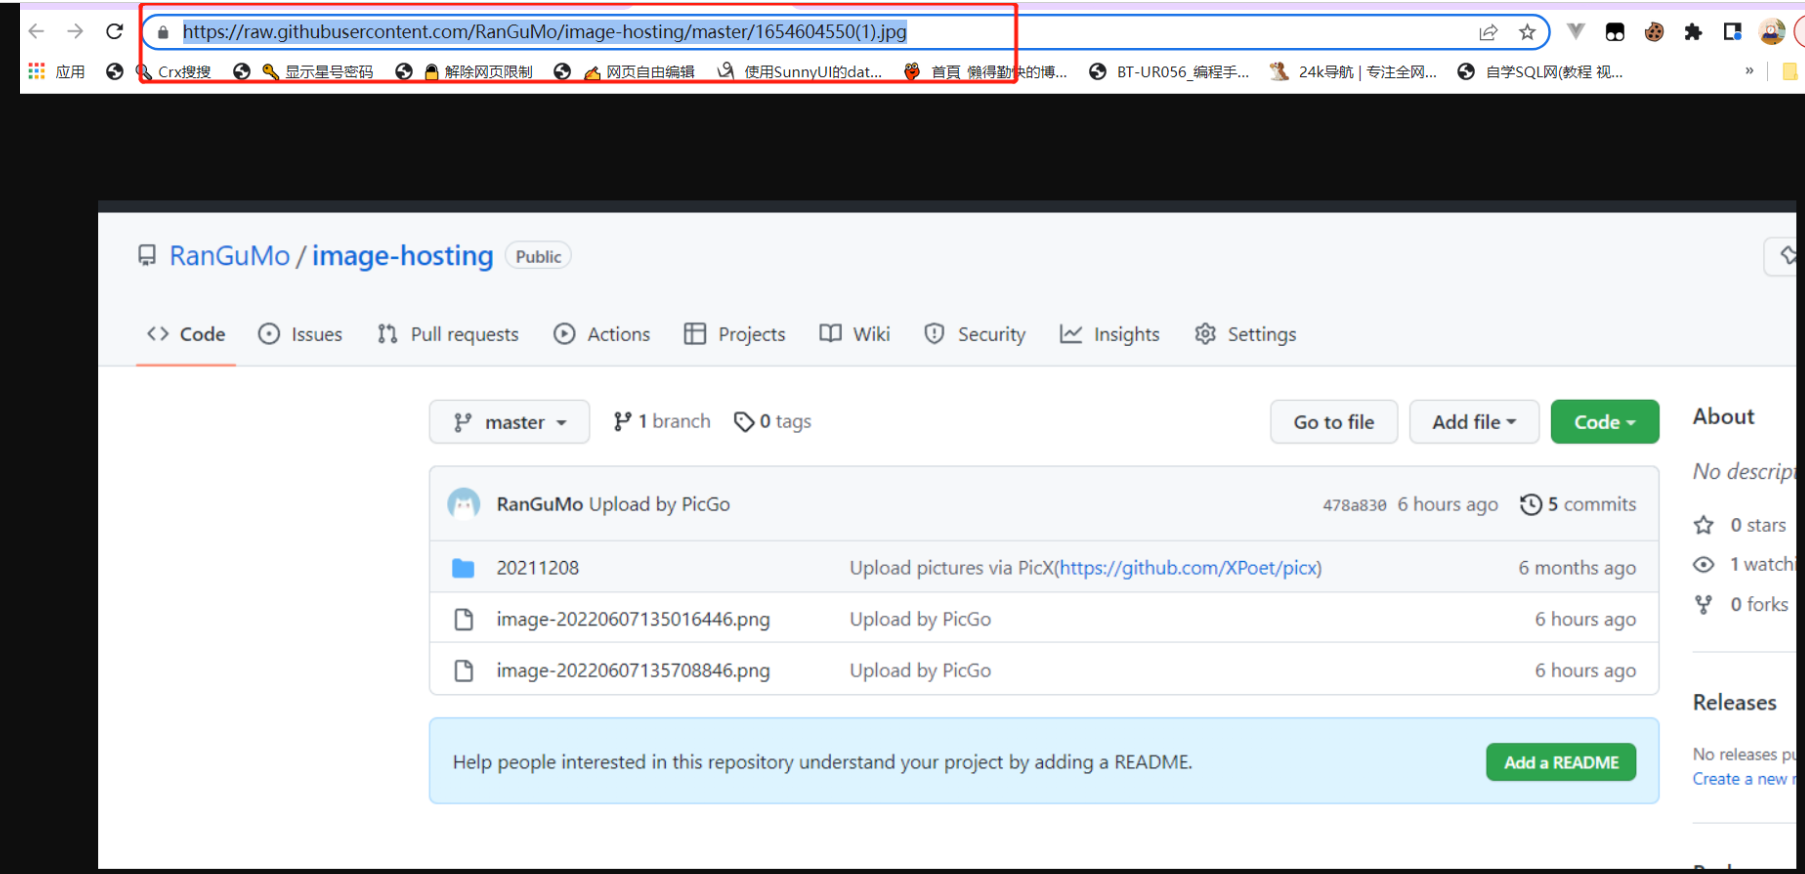 https://raw.githubusercontent.com/RanGuMo/image-hosting/master/1654604550(1).jpg
应用 Crx搜搜 显示星号密码 解除网页限制 网页自由编辑 使用SunnyUI的dat... 首頁 懒得勤快的博... BT-UR056_编程手... 24k导航 | 专注全网... 自学SQL网(教程 视... »
RanGuMo / image-hosting Public
Code Issues Pull requests Actions Projects Wiki Security Insights Settings
master 1 branch 0 tags Go to file Add file Code
About
No descript
RanGuMo Upload by PicGo 478a830 6 hours ago 5 commits
0 stars
20211208 Upload pictures via PicX(https://github.com/XPoet/picx) 6 months ago
1 watchi
0 forks
image-20220607135016446.png Upload by PicGo 6 hours ago
image-20220607135708846.png Upload by PicGo 6 hours ago
Releases
Help people interested in this repository understand your project by adding a README. Add a README
No releases pu
Create a new r